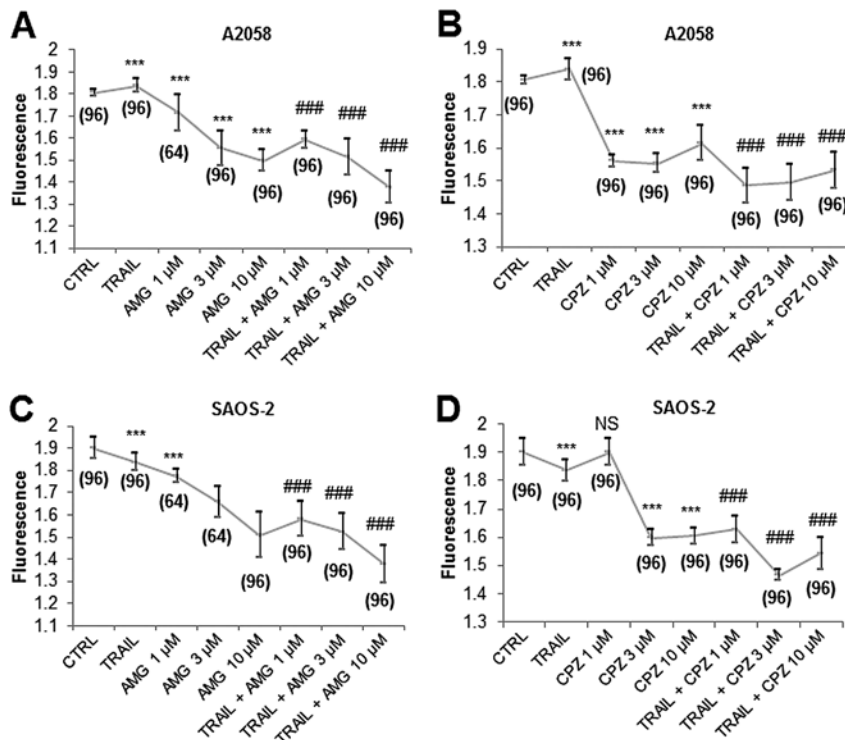 A
A2058
Fluorescence
2
1.9
1.8
1.7
1.6
1.5
1.4
1.3
1.2
1.1
*** *** *** *** ### ### ###
(96) (96) (64) (96) (96) (96) (96) (96)
CTRL
TRAIL
AMG 1 µM
AMG 3 µM
AMG 10 µM
TRAIL + AMG 1 µM
TRAIL + AMG 3 µM
TRAIL + AMG 10 µM
B
A2058
Fluorescence
1.9
1.8
1.7
1.6
1.5
1.4
1.3
*** *** *** *** ### ### ###
(96) (96) (96) (96) (96) (96) (96) (96)
CTRL
TRAIL
CPZ 1 µM
CPZ 3 µM
CPZ 10 µM
TRAIL + CPZ 1 µM
TRAIL + CPZ 3 µM
TRAIL + CPZ 10 µM
C
SAOS-2
Fluorescence
2
1.9
1.8
1.7
1.6
1.5
1.4
1.3
1.2
1.1
*** *** ### ### ###
(96) (96) (64) (64) (96) (96) (96) (96)
CTRL
TRAIL
AMG 1 µM
AMG 3 µM
AMG 10 µM
TRAIL + AMG 1 µM
TRAIL + AMG 3 µM
TRAIL + AMG 10 µM
D
SAOS-2
Fluorescence
2
1.9
1.8
1.7
1.6
1.5
1.4
1.3
*** NS *** *** ### ### ###
(96) (96) (96) (96) (96) (96) (96) (96)
CTRL
TRAIL
CPZ 1 µM
CPZ 3 µM
CPZ 10 µM
TRAIL + CPZ 1 µM
TRAIL + CPZ 3 µM
TRAIL + CPZ 10 µM